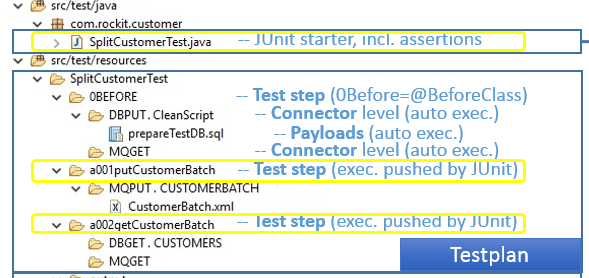 src/test/java
com.rockit.customer
SplitCustomerTest.java -- JUnit starter, incl. assertions
src/test/resources
SplitCustomerTest
0BEFORE -- Test step (0Before=@BeforeClass)
DBPUT . CleanScript -- Connector level (auto exec.)
prepareTestDB.sql -- Payloads (auto exec.)
MQGET -- Connector level (auto exec.)
a001putCustomerBatch -- Test step (exec. pushed by JUnit)
MQPUT . CUSTOMERBATCH
CustomerBatch.xml
a002getCustomerBatch -- Test step (exec. pushed by JUnit)
DBGET . CUSTOMERS
MQGET
Testplan